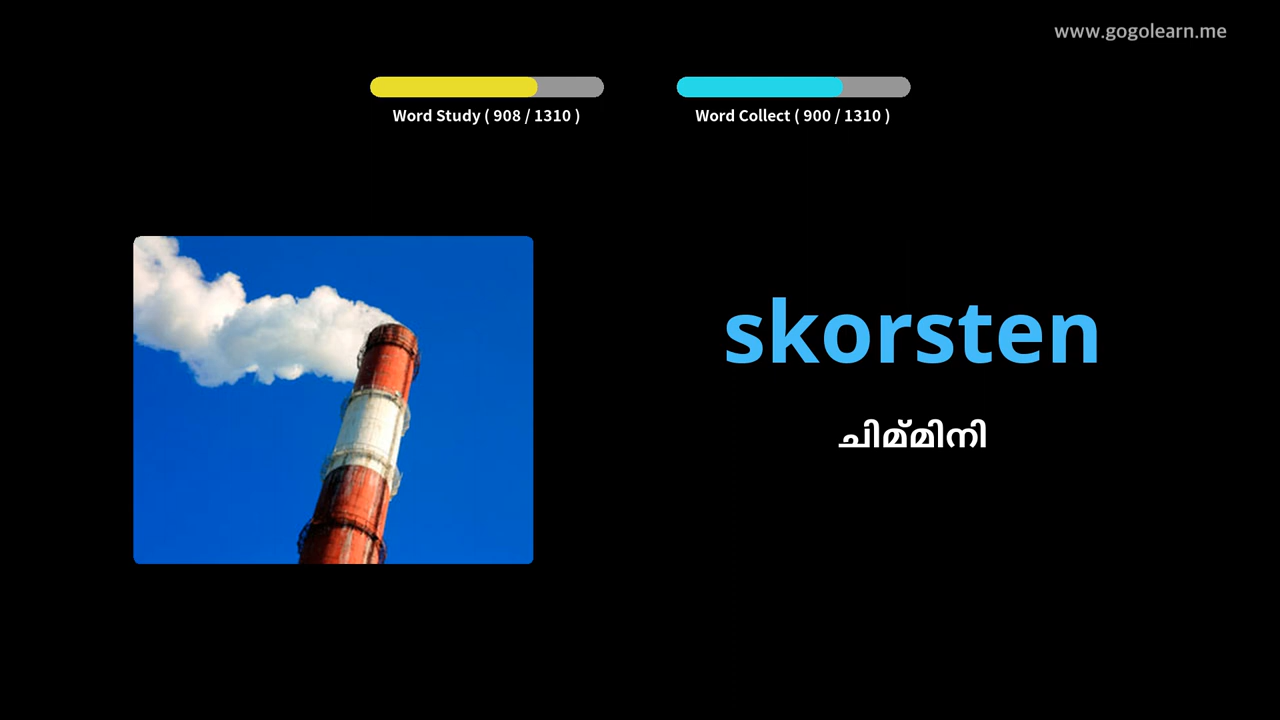 www.gogolearn.me
Word Study ( 908 / 1310 )
Word Collect ( 900 / 1310 )
skorsten
ചിമ്മിനി